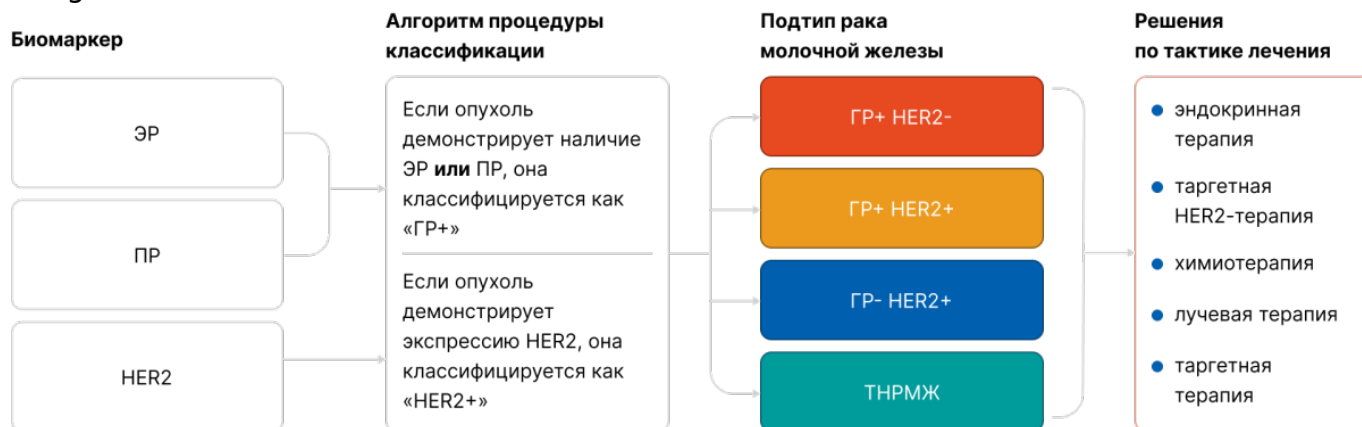 Биомаркер
ЭР
ПР
HER2
Алгоритм процедуры
классификации
Если опухоль
демонстрирует наличие
ЭР или ПР, она
классифицируется как
«ГР+»
Если опухоль
демонстрирует
экспрессию HER2, она
классифицируется как
«HER2+»
Подтип рака
молочной железы
ГР+ HER2-
ГР+ HER2+
ГР- HER2+
ТНРМЖ
Решения
по тактике лечения
эндокринная
терапия
таргетная
HER2-терапия
химиотерапия
лучевая терапия
таргетная
терапия